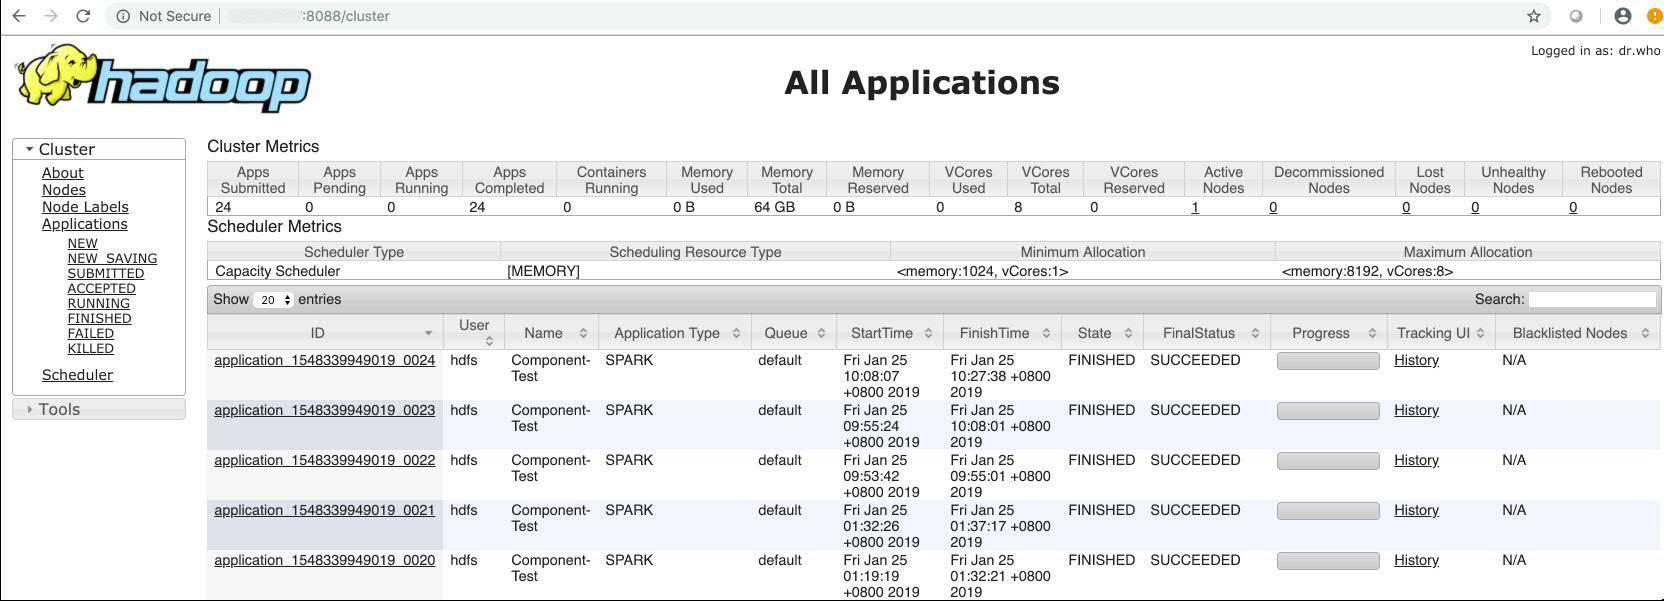 Not Secure :8088/cluster
Logged in as: dr.who
hadoop
All Applications
Cluster
About
Nodes
Node Labels
Applications
NEW
NEW_SAVING
SUBMITTED
ACCEPTED
RUNNING
FINISHED
FAILED
KILLED
Scheduler
Tools
Cluster Metrics
Apps Apps Apps Apps Containers Memory Memory Memory VCores VCores VCores Active Decommissioned Lost Unhealthy Rebooted
Submitted Pending Running Completed Running Used Total Reserved Used Total Reserved Nodes Nodes Nodes Nodes Nodes
24 0 0 24 0 0 B 64 GB 0 B 0 8 0 1 0 0 0 0
Scheduler Metrics
Scheduler Type Scheduling Resource Type Minimum Allocation Maximum Allocation
Capacity Scheduler [MEMORY] <memory:1024, vCores:1> <memory:8192, vCores:8>
Show 20 entries Search:
ID User Name Application Type Queue StartTime FinishTime State FinalStatus Progress Tracking UI Blacklisted Nodes
application_1548339949019_0024 hdfs Component- SPARK default Fri Jan 25 Fri Jan 25 FINISHED SUCCEEDED History N/A
Test 10:08:07 10:27:38 +0800
+0800 2019 2019
application_1548339949019_0023 hdfs Component- SPARK default Fri Jan 25 Fri Jan 25 FINISHED SUCCEEDED History N/A
Test 09:55:24 10:08:01 +0800
+0800 2019 2019
application_1548339949019_0022 hdfs Component- SPARK default Fri Jan 25 Fri Jan 25 FINISHED SUCCEEDED History N/A
Test 09:53:42 09:55:01 +0800
+0800 2019 2019
application_1548339949019_0021 hdfs Component- SPARK default Fri Jan 25 Fri Jan 25 FINISHED SUCCEEDED History N/A
Test 01:32:26 01:37:17 +0800
+0800 2019 2019
application_1548339949019_0020 hdfs Component- SPARK default Fri Jan 25 Fri Jan 25 FINISHED SUCCEEDED History N/A
Test 01:19:19 01:32:21 +0800
+0800 2019 2019